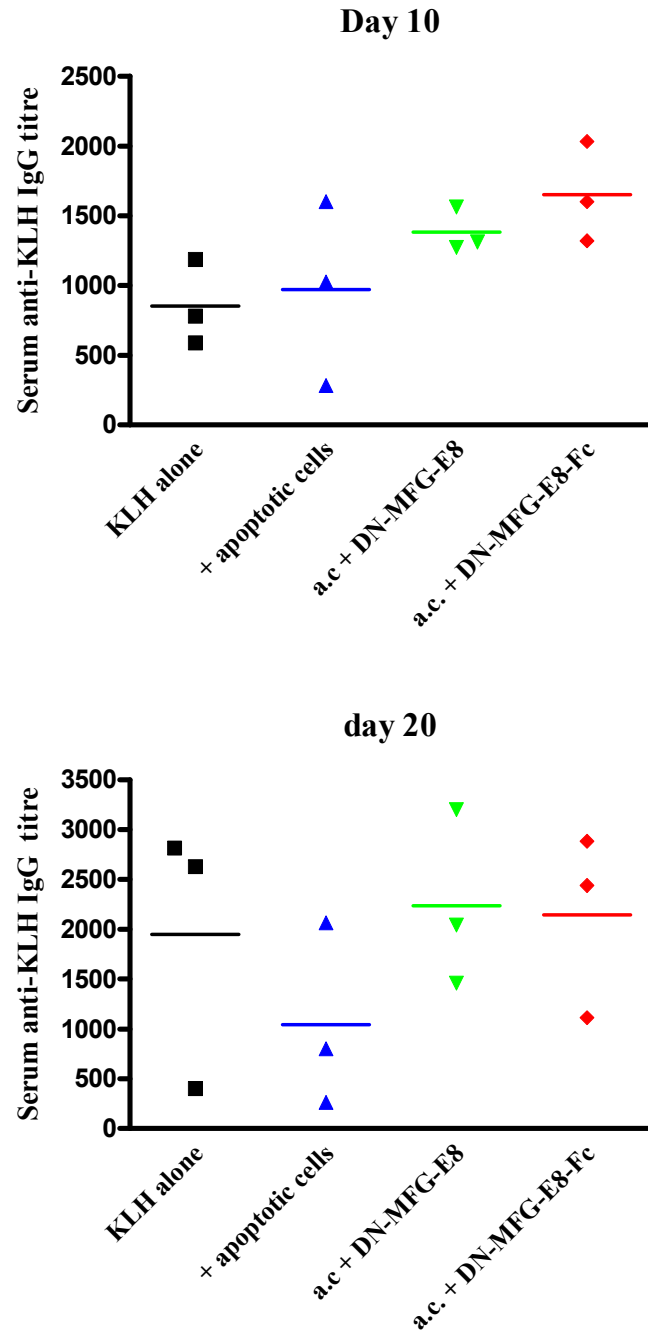 Day 10
Serum anti-KLH IgG titre
2500
2000
1500
1000
500
0
KLH alone
+ apoptotic cells
a.c + DN-MFG-E8
a.c. + DN-MFG-E8-Fc
day 20
Serum anti-KLH IgG titre
3500
3000
2500
2000
1500
1000
500
0
KLH alone
+ apoptotic cells
a.c + DN-MFG-E8
a.c. + DN-MFG-E8-Fc